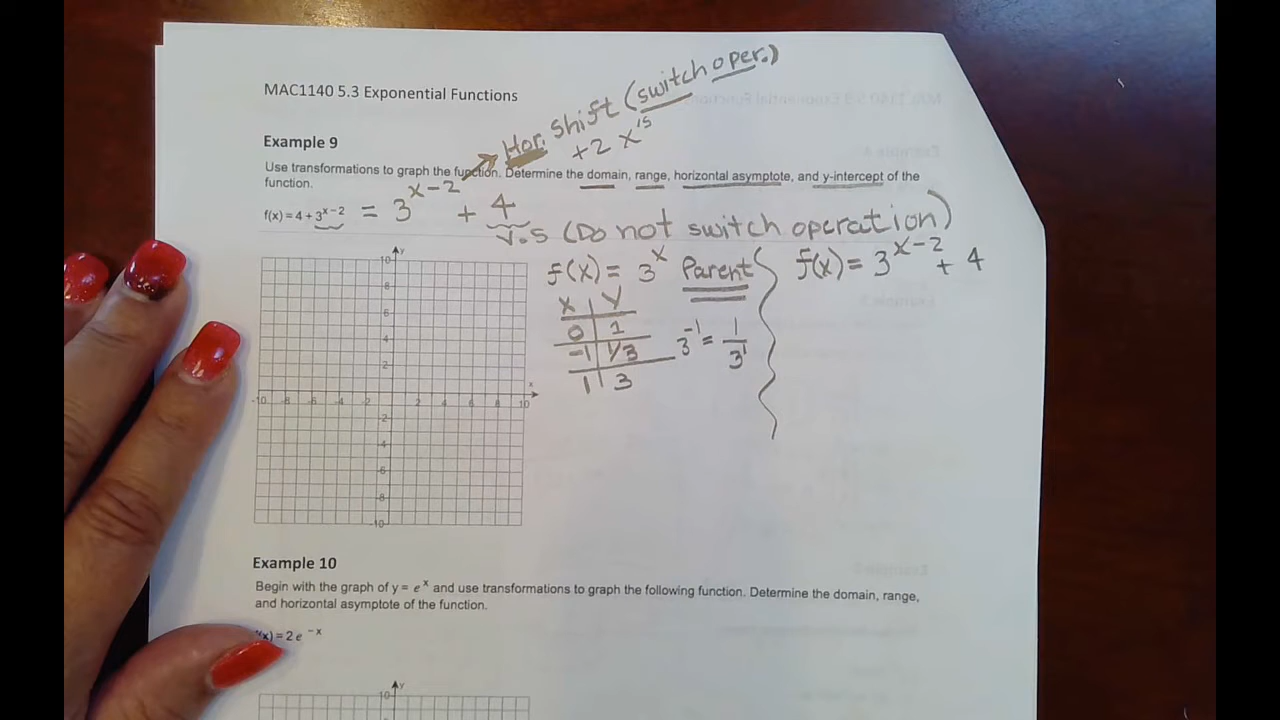 MAC1140 5.3 Exponential Functions
Hor. Shift (switch oper.)
+2 x's
Example 9
Use transformations to graph the function. Determine the domain, range, horizontal asymptote, and y-intercept of the
function.
f(x) = 4 + 3^(x−2) = 3^(x−2) + 4
V.S (Do not switch operation)
f(x) = 3^x Parent
f(x) = 3^(x−2) + 4
x | y
0 | 1
-1 | 1/3
1 | 3
3^-1 = 1/3^1
y
10
8
6
4
2
x
-10 -8 -6 -4 -2 2 4 6 8 10
-2
-4
-6
-8
-10
Example 10
Begin with the graph of y = e^x and use transformations to graph the following function. Determine the domain, range,
and horizontal asymptote of the function.
(x) = 2e^−x
y
10
8